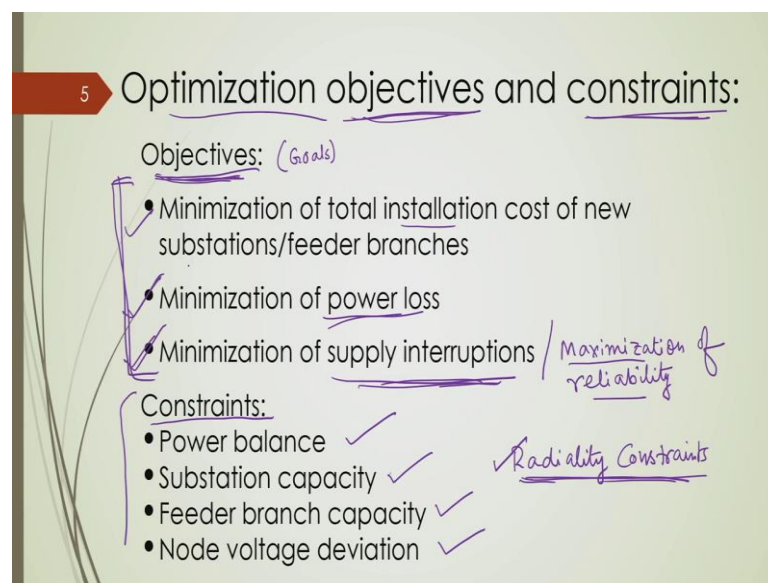 5
Optimization objectives and constraints:
Objectives: (Goals)
• Minimization of total installation cost of new
substations/feeder branches
• Minimization of power loss
• Minimization of supply interruptions / Maximization of
reliability
Constraints:
• Power balance
• Substation capacity
Radiality Constraints
• Feeder branch capacity
• Node voltage deviation